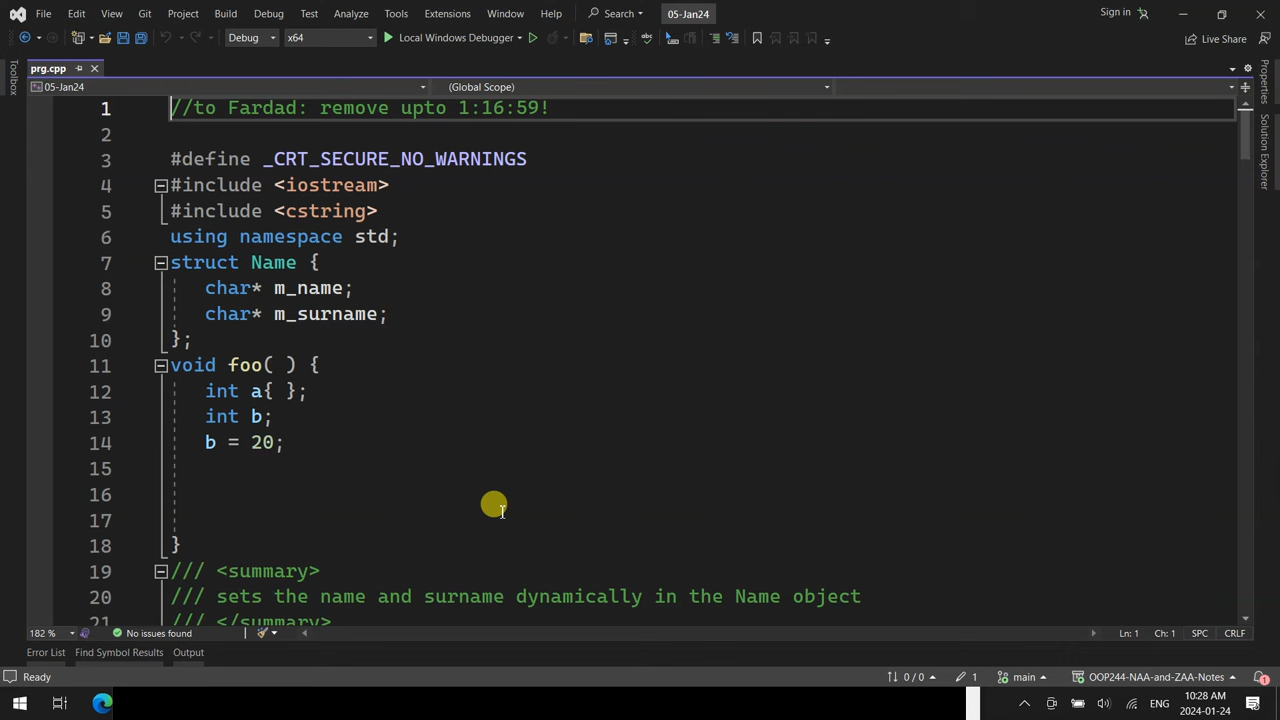 File Edit View Git Project Build Debug Test Analyze Tools Extensions Window Help Search 05-Jan24 Sign in
Debug x64 Local Windows Debugger Live Share
prg.cpp
05-Jan24 (Global Scope)
Toolbox
Properties
Solution Explorer
1 //to Fardad: remove upto 1:16:59!
2
3 #define _CRT_SECURE_NO_WARNINGS
4 #include <iostream>
5 #include <cstring>
6 using namespace std;
7 struct Name {
8 char* m_name;
9 char* m_surname;
10 };
11 void foo( ) {
12 int a{ };
13 int b;
14 b = 20;
15
16
17
18 }
19 /// <summary>
20 /// sets the name and surname dynamically in the Name object
21 /// </summary>
182 % No issues found Ln: 1 Ch: 1 SPC CRLF
Error List Find Symbol Results Output
Ready 0 / 0 1 main OOP244-NAA-and-ZAA-Notes 1
ENG 10:28 AM
2024-01-24